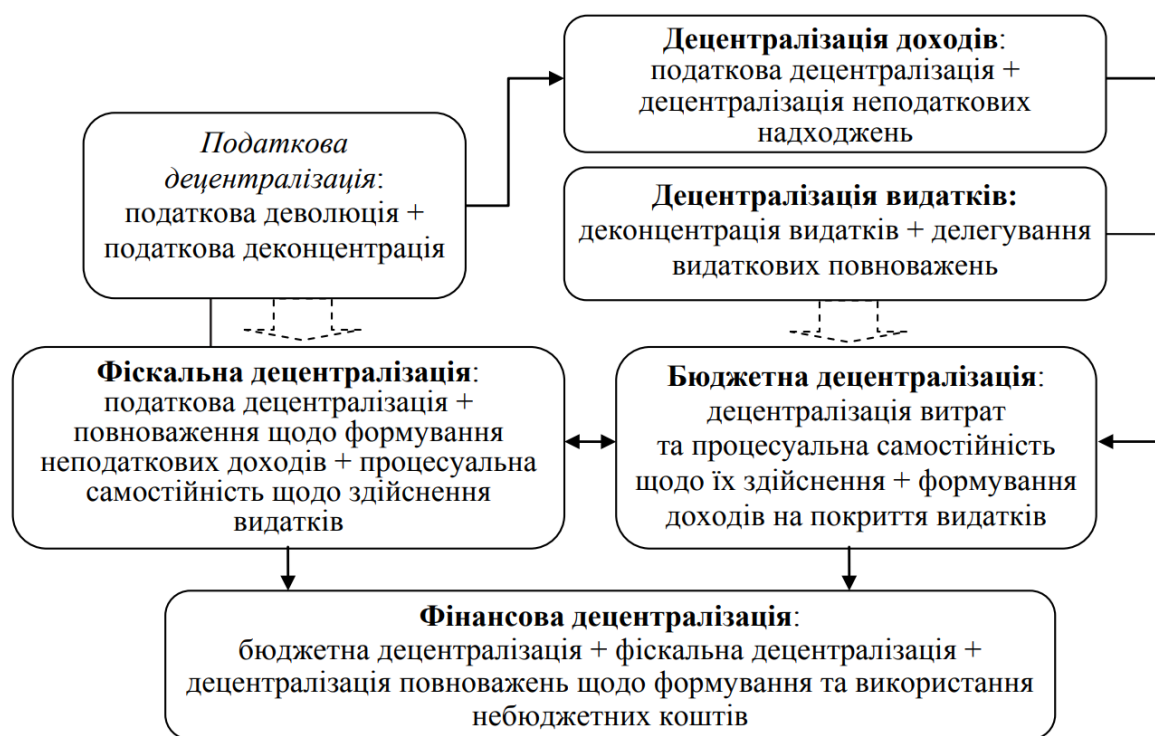 Децентралізація доходів:
податкова децентралізація +
децентралізація неподаткових
надходжень
Податкова
децентралізація:
податкова деволюція +
податкова деконцентрація
Децентралізація видатків:
деконцентрація видатків + делегування
видаткових повноважень
Фіскальна децентралізація:
податкова децентралізація +
повноваження щодо формування
неподаткових доходів + процесуальна
самостійність щодо здійснення
видатків
Бюджетна децентралізація:
децентралізація витрат
та процесуальна самостійність
щодо їх здійснення + формування
доходів на покриття видатків
Фінансова децентралізація:
бюджетна децентралізація + фіскальна децентралізація +
децентралізація повноважень щодо формування та використання
небюджетних коштів